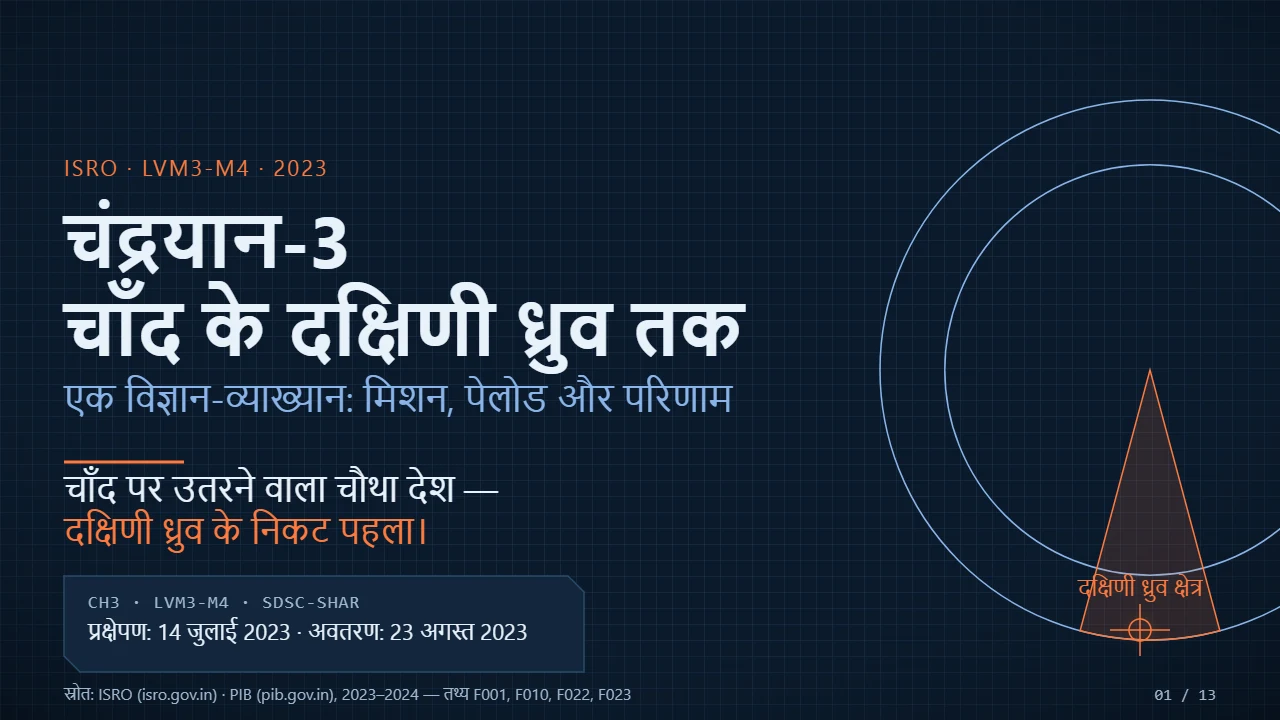 ISRO · LVM3-M4 · 2023
चंद्रयान-3
चाँद के दक्षिणी ध्रुव तक
एक विज्ञान-व्याख्यान: मिशन, पेलोड और परिणाम
चाँद पर उतरने वाला चौथा देश —
दक्षिणी ध्रुव के निकट पहला।
दक्षिणी ध्रुव क्षेत्र
CH3 · LVM3-M4 · SDSC-SHAR
प्रक्षेपण: 14 जुलाई 2023 · अवतरण: 23 अगस्त 2023
स्रोत: ISRO (isro.gov.in) · PIB (pib.gov.in), 2023–2024 — तथ्य F001, F010, F022, F023
01 / 13